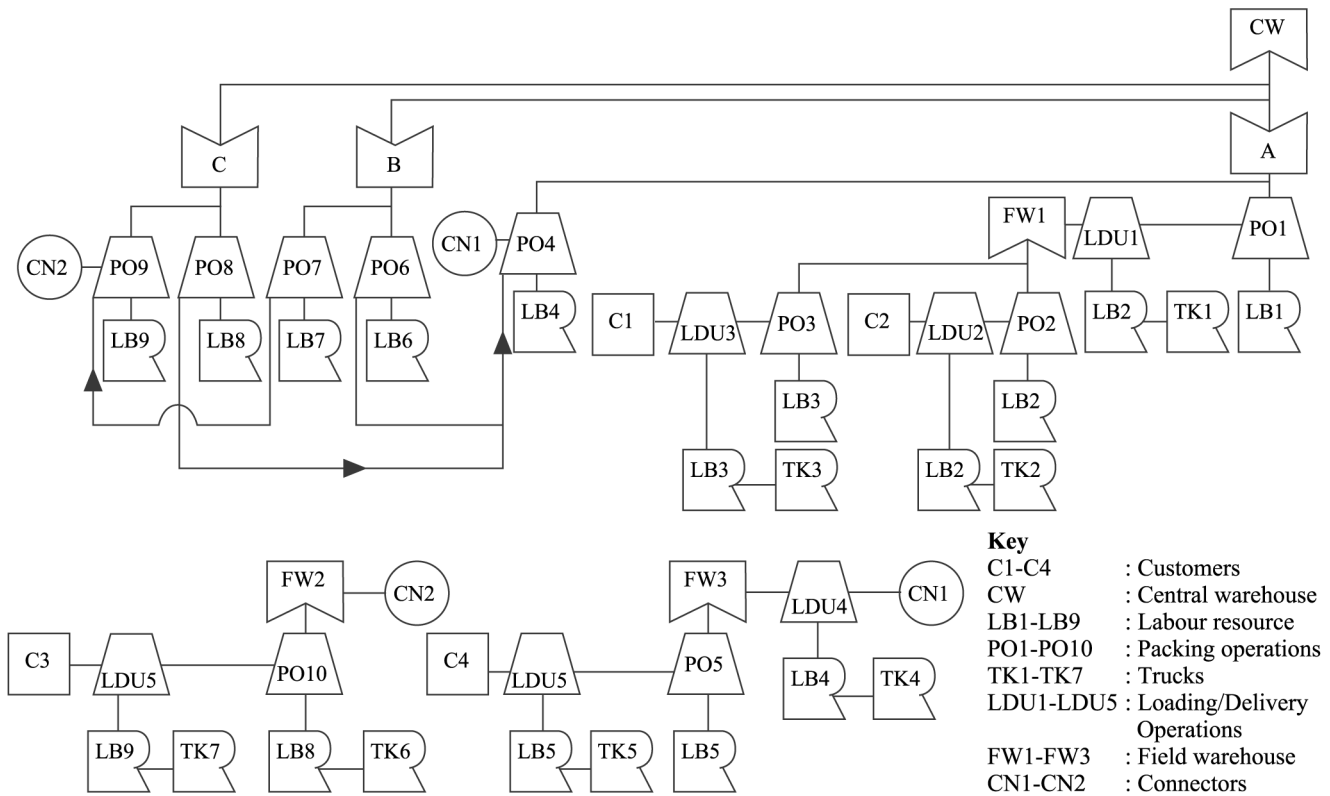 CW
C
B
A
FW1
LDU1
PO1
CN1
PO4
CN2
PO9
PO8
PO7
PO6
LB4
C1
LDU3
PO3
C2
LDU2
PO2
LB2
TK1
LB1
LB9
LB8
LB7
LB6
LB3
LB2
LB3
TK3
LB2
TK2
FW2
CN2
FW3
LDU4
CN1
C3
LDU5
PO10
C4
LDU5
PO5
LB4
TK4
LB9
TK7
LB8
TK6
LB5
TK5
LB5
Key
C1-C4 : Customers
CW : Central warehouse
LB1-LB9 : Labour resource
PO1-PO10 : Packing operations
TK1-TK7 : Trucks
LDU1-LDU5 : Loading/Delivery
Operations
FW1-FW3 : Field warehouse
CN1-CN2 : Connectors